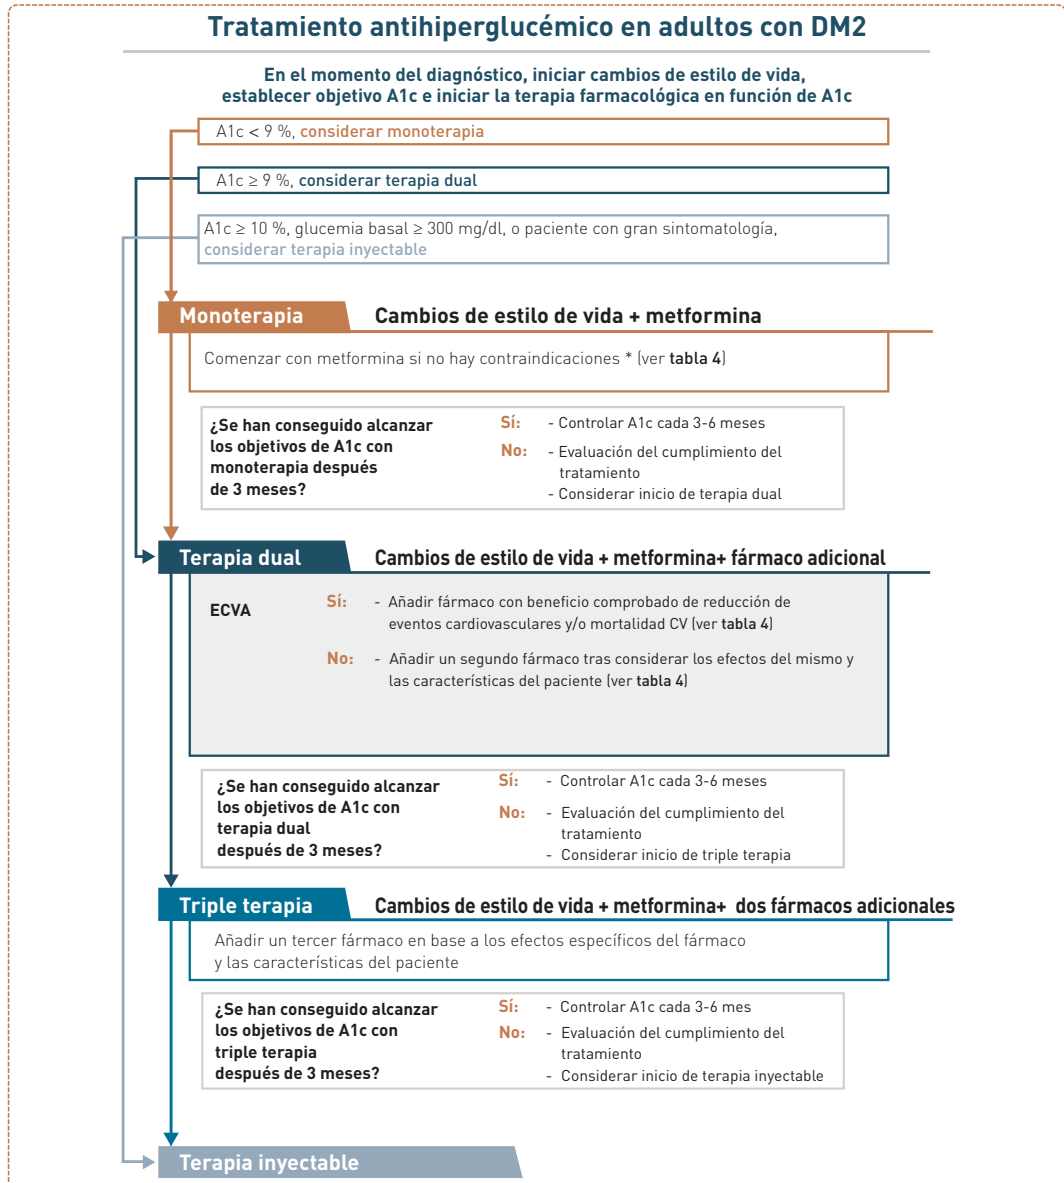 Tratamiento antihiperglucémico en adultos con DM2
En el momento del diagnóstico, iniciar cambios de estilo de vida,
establecer objetivo A1c e iniciar la terapia farmacológica en función de A1c
A1c < 9 %, considerar monoterapia
A1c ≥ 9 %, considerar terapia dual
A1c ≥ 10 %, glucemia basal ≥ 300 mg/dl, o paciente con gran sintomatología,
considerar terapia inyectable
Monoterapia Cambios de estilo de vida + metformina
Comenzar con metformina si no hay contraindicaciones * (ver tabla 4)
¿Se han conseguido alcanzar
los objetivos de A1c con
monoterapia después
de 3 meses?
Sí: - Controlar A1c cada 3-6 meses
No: - Evaluación del cumplimiento del
tratamiento
- Considerar inicio de terapia dual
Terapia dual Cambios de estilo de vida + metformina+ fármaco adicional
ECVA
Sí: - Añadir fármaco con beneficio comprobado de reducción de
eventos cardiovasculares y/o mortalidad CV (ver tabla 4)
No: - Añadir un segundo fármaco tras considerar los efectos del mismo y
las características del paciente (ver tabla 4)
¿Se han conseguido alcanzar
los objetivos de A1c con
terapia dual
después de 3 meses?
Sí: - Controlar A1c cada 3-6 meses
No: - Evaluación del cumplimiento del
tratamiento
- Considerar inicio de triple terapia
Triple terapia Cambios de estilo de vida + metformina+ dos fármacos adicionales
Añadir un tercer fármaco en base a los efectos específicos del fármaco
y las características del paciente
¿Se han conseguido alcanzar
los objetivos de A1c con
triple terapia
después de 3 meses?
Sí: - Controlar A1c cada 3-6 mes
No: - Evaluación del cumplimiento del
tratamiento
- Considerar inicio de terapia inyectable
Terapia inyectable